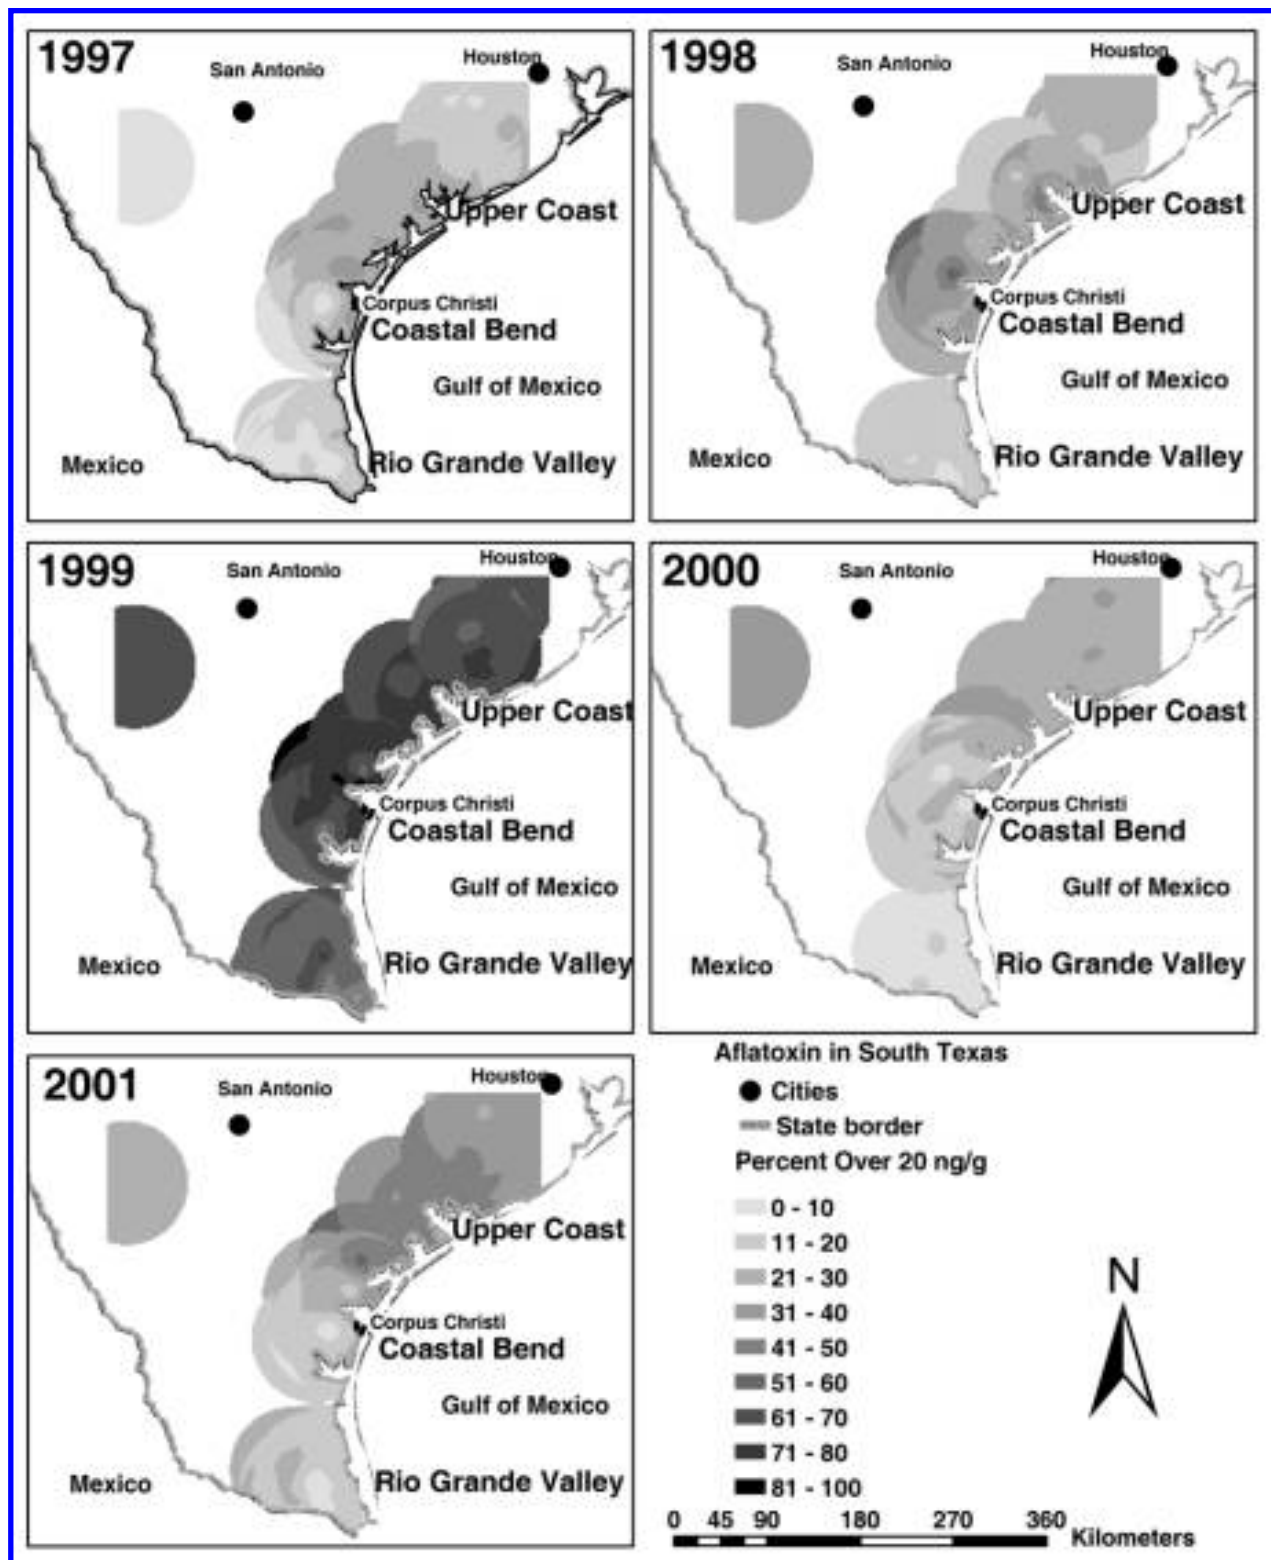 1997
San Antonio
Houston
Upper Coast
Corpus Christi
Coastal Bend
Gulf of Mexico
Mexico
Rio Grande Valley
1998
San Antonio
Houston
Upper Coast
Corpus Christi
Coastal Bend
Gulf of Mexico
Mexico
Rio Grande Valley
1999
San Antonio
Houston
Upper Coast
Corpus Christi
Coastal Bend
Gulf of Mexico
Mexico
Rio Grande Valley
2000
San Antonio
Houston
Upper Coast
Corpus Christi
Coastal Bend
Gulf of Mexico
Mexico
Rio Grande Valley
2001
San Antonio
Houston
Upper Coast
Corpus Christi
Coastal Bend
Gulf of Mexico
Mexico
Rio Grande Valley
Aflatoxin in South Texas
Cities
State border
Percent Over 20 ng/g
0 - 10
11 - 20
21 - 30
31 - 40
41 - 50
51 - 60
61 - 70
71 - 80
81 - 100
N
0 45 90 180 270 360
Kilometers